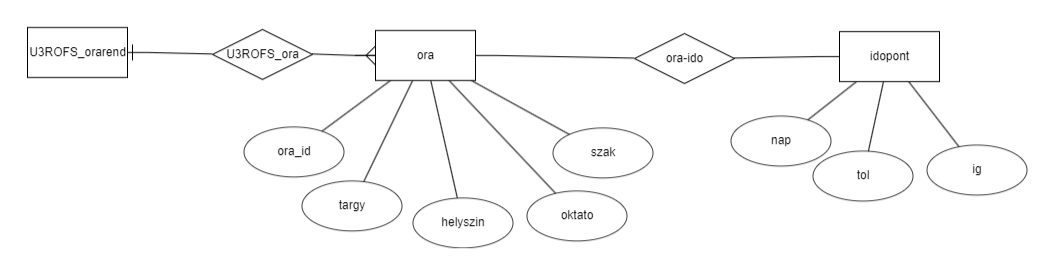 U3ROFS_orarend
U3ROFS_ora
ora
ora-ido
idopont
ora_id
targy
helyszin
oktato
szak
nap
tol
ig